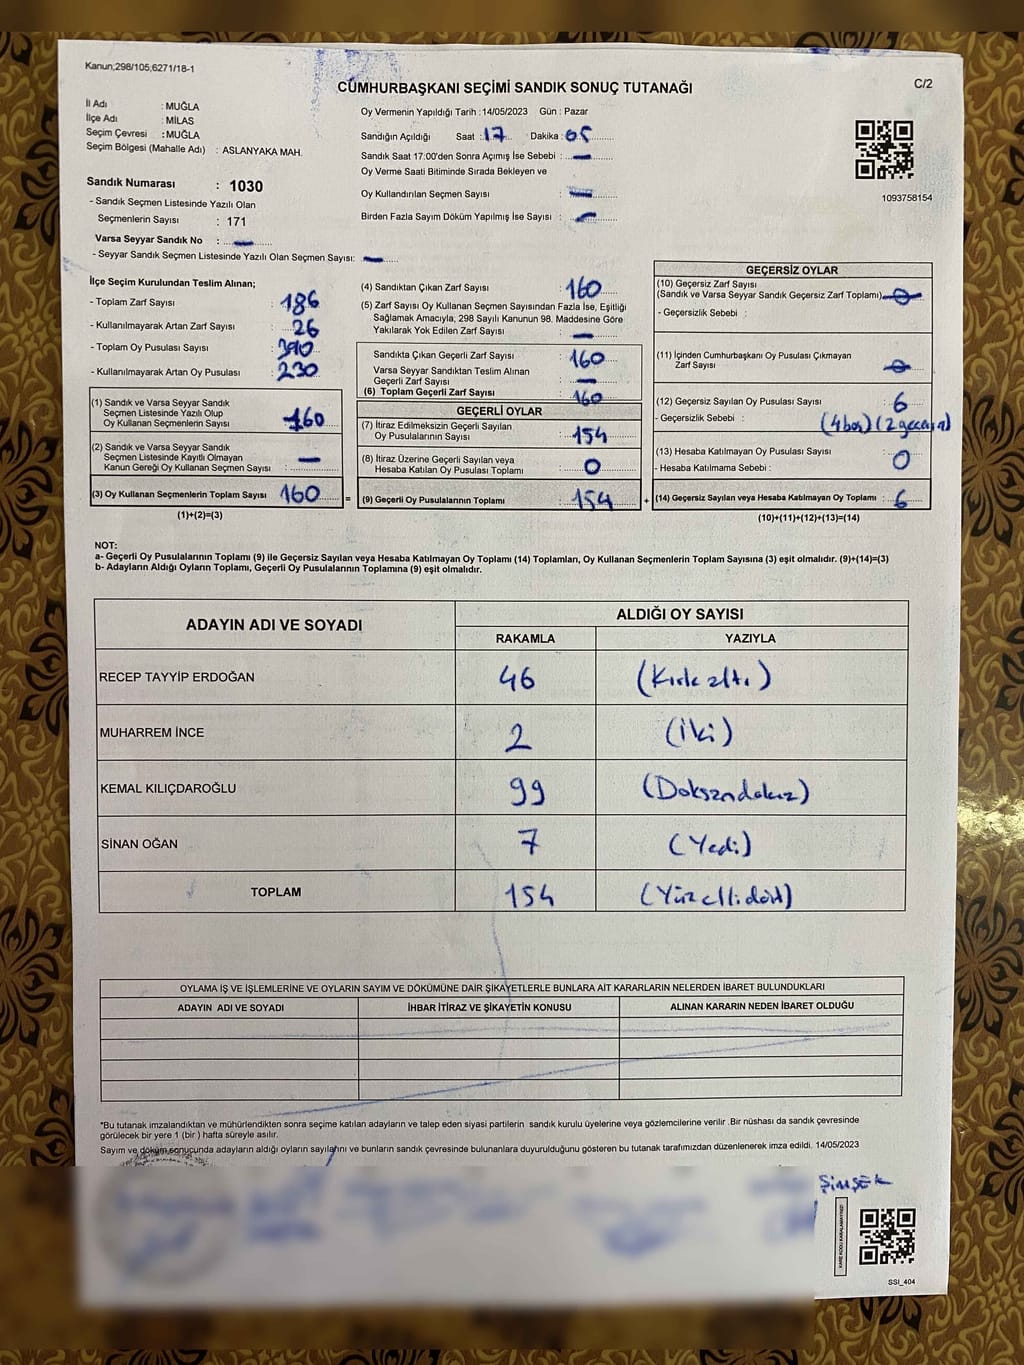 Kanun;298/105,6271/18-1
CUMHURBAŞKANI SEÇİMİ SANDIK SONUÇ TUTANAĞI
C/2
İl Adı : MUĞLA
İlçe Adı : MİLAS
Seçim Çevresi : MUĞLA
Seçim Bölgesi (Mahalle Adı) : ASLANYAKA MAH.
Sandık Numarası : 1030
- Sandık Seçmen Listesinde Yazılı Olan
Seçmenlerin Sayısı : 171
Varsa Seyyar Sandık No : —
- Seyyar Sandık Seçmen Listesinde Yazılı Olan Seçmen Sayısı: —
Oy Vermenin Yapıldığı Tarih : 14/05/2023 Gün : Pazar
Sandığın Açıldığı Saat : 17 Dakika : 05
Sandık Saat 17:00'den Sonra Açımış İse Sebebi : —
Oy Verme Saati Bitiminde Sırada Bekleyen ve
Oy Kullandırılan Seçmen Sayısı : —
Birden Fazla Sayım Döküm Yapılmış İse Sayısı : —
1093758154
İlçe Seçim Kurulundan Teslim Alınan;
- Toplam Zarf Sayısı : 186
- Kullanılmayarak Artan Zarf Sayısı : 26
- Toplam Oy Pusulası Sayısı : 390
- Kullanılmayarak Artan Oy Pusulası : 230
(1) Sandık ve Varsa Seyyar Sandık
Seçmen Listesinde Yazılı Olup
Oy Kullanan Seçmenlerin Sayısı : 160
(2) Sandık ve Varsa Seyyar Sandık
Seçmen Listesinde Kayıtlı Olmayan
Kanun Gereği Oy Kullanan Seçmen Sayısı : —
(3) Oy Kullanan Seçmenlerin Toplam Sayısı : 160 =
(1)+(2)=(3)
(4) Sandıktan Çıkan Zarf Sayısı : 160
(5) Zarf Sayısı Oy Kullanan Seçmen Sayısından Fazla İse, Eşitliği
Sağlamak Amacıyla, 298 Sayılı Kanunun 98. Maddesine Göre
Yakılarak Yok Edilen Zarf Sayısı : —
Sandıkta Çıkan Geçerli Zarf Sayısı : 160
Varsa Seyyar Sandıktan Teslim Alınan
Geçerli Zarf Sayısı : —
(6) Toplam Geçerli Zarf Sayısı : 160
GEÇERLİ OYLAR
(7) İtiraz Edilmeksizin Geçerli Sayılan
Oy Pusulalarının Sayısı : 154
(8) İtiraz Üzerine Geçerli Sayılan veya
Hesaba Katılan Oy Pusulası Toplamı : 0
(9) Geçerli Oy Pusulalarının Toplamı : 154 +
GEÇERSİZ OYLAR
(10) Geçersiz Zarf Sayısı
(Sandık ve Varsa Seyyar Sandık Geçersiz Zarf Toplamı) : 0
- Geçersizlik Sebebi :
(11) İçinden Cumhurbaşkanı Oy Pusulası Çıkmayan
Zarf Sayısı : 0
(12) Geçersiz Sayılan Oy Pusulası Sayısı : 6
- Geçersizlik Sebebi : (4 boş) (2
(13) Hesaba Katılmayan Oy Pusulası Sayısı : 0
- Hesaba Katılmama Sebebi :
(14) Geçersiz Sayılan veya Hesaba Katılmayan Oy Toplamı : 6
(10)+(11)+(12)+(13)=(14)
NOT:
a- Geçerli Oy Pusulalarının Toplamı (9) ile Geçersiz Sayılan veya Hesaba Katılmayan Oy Toplamı (14) Toplamları, Oy Kullanan Seçmenlerin Toplam Sayısına (3) eşit olmalıdır. (9)+(14)=(3)
b- Adayların Aldığı Oyların Toplamı, Geçerli Oy Pusulalarının Toplamına (9) eşit olmalıdır.
ADAYIN ADI VE SOYADI
ALDIĞI OY SAYISI
RAKAMLA YAZIYLA
RECEP TAYYİP ERDOĞAN 46 (Kırkaltı)
MUHARREM İNCE 2 (İki)
KEMAL KILIÇDAROĞLU 99 (Doksandokuz)
SİNAN OĞAN 7 (Yedi)
TOPLAM 154 (Yüzellidört)
OYLAMA İŞ VE İŞLEMLERİNE VE OYLARIN SAYIM VE DÖKÜMÜNE DAİR ŞİKAYETLERLE BUNLARA AİT KARARLARIN NELERDEN İBARET BULUNDUKLARI
ADAYIN ADI VE SOYADI İHBAR İTİRAZ VE ŞİKAYETİN KONUSU ALINAN KARARIN NEDEN İBARET OLDUĞU
*Bu tutanak imzalandıktan ve mühürlendikten sonra seçime katılan adayların ve talep eden siyasi partilerin sandık kurulu üyelerine veya gözlemcilerine verilir .Bir nüshası da sandık çevresinde
görülecek bir yere 1 (bir ) hafta süreyle asılır.
Sayım ve döküm sonuçunda adayların aldığı oyların sayılarını ve bunların sandık çevresinde bulunanlara duyurulduğunu gösteren bu tutanak tarafımızdan düzenlenerek imza edildi. 14/05/2023
ŞİMŞEK
KARE KODU KARALAMAYINIZ!
SSI_404